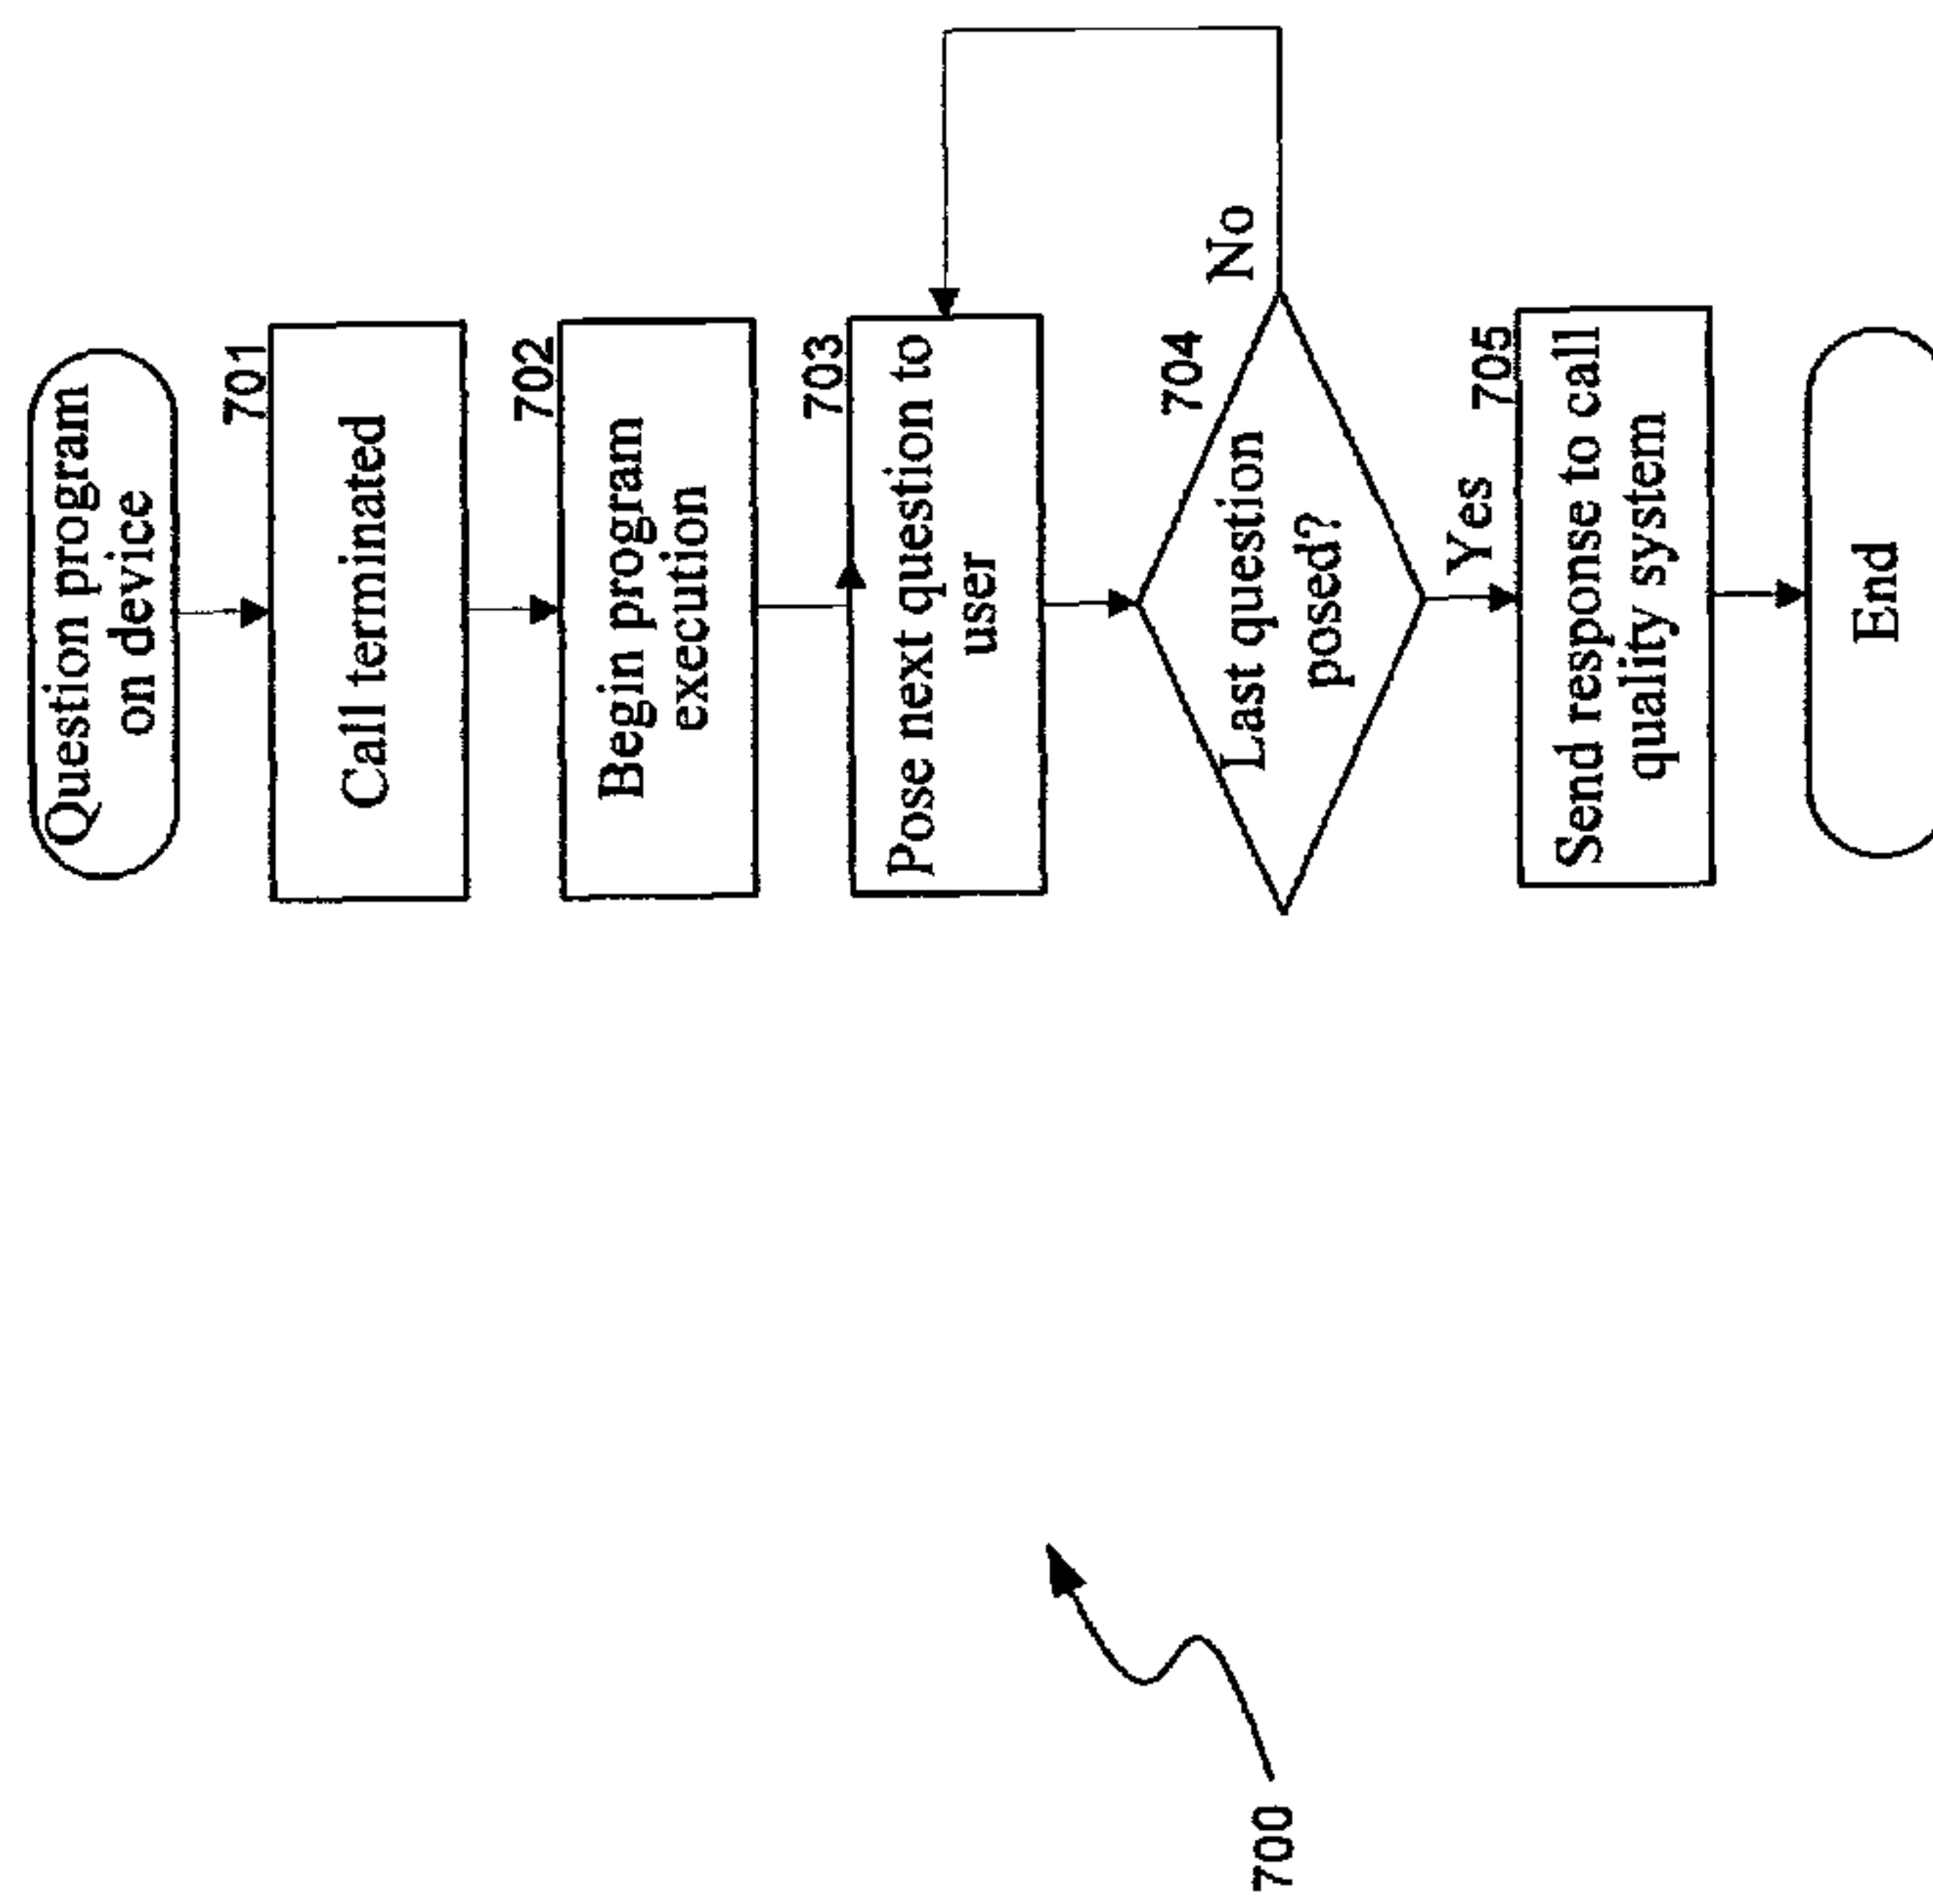 Question program
on device
701
Call terminated
702
Begin program
execution
703
Pose next question to
user
704
Last question
posed?
No
Yes
705
Send response to call
quality system
End
700